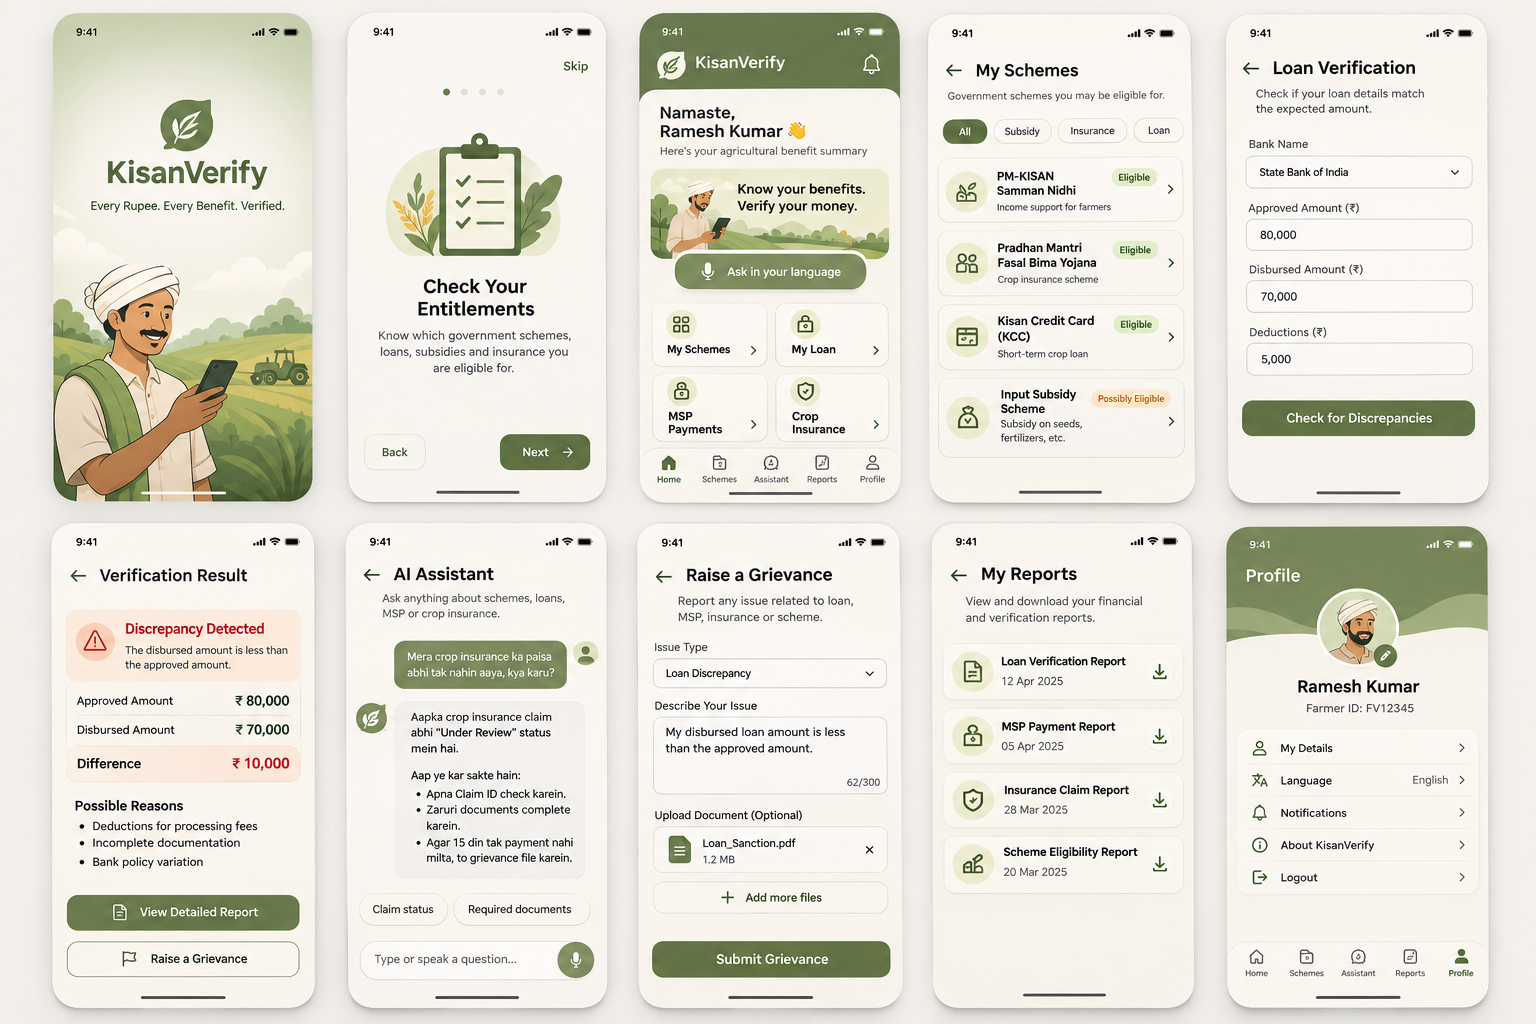 9:41
KisanVerify
Every Rupee. Every Benefit. Verified.
9:41
Skip
Check Your
Entitlements
Know which government schemes,
loans, subsidies and insurance you
are eligible for.
Back
Next
9:41
KisanVerify
Namaste,
Ramesh Kumar 👋
Here's your agricultural benefit summary
Know your benefits.
Verify your money.
Ask in your language
My Schemes
My Loan
MSP
Payments
Crop
Insurance
Home
Schemes
Assistant
Reports
Profile
9:41
My Schemes
Government schemes you may be eligible for.
All
Subsidy
Insurance
Loan
PM-KISAN
Samman Nidhi
Eligible
Income support for farmers
Pradhan Mantri
Fasal Bima Yojana
Eligible
Crop insurance scheme
Kisan Credit Card
(KCC)
Eligible
Short-term crop loan
Input Subsidy
Scheme
Possibly Eligible
Subsidy on seeds,
fertilizers, etc.
9:41
Loan Verification
Check if your loan details match
the expected amount.
Bank Name
State Bank of India
Approved Amount (₹)
80,000
Disbursed Amount (₹)
70,000
Deductions (₹)
5,000
Check for Discrepancies
9:41
Verification Result
Discrepancy Detected
The disbursed amount is less than
the approved amount.
Approved Amount ₹ 80,000
Disbursed Amount ₹ 70,000
Difference ₹ 10,000
Possible Reasons
• Deductions for processing fees
• Incomplete documentation
• Bank policy variation
View Detailed Report
Raise a Grievance
9:41
AI Assistant
Ask anything about schemes, loans,
MSP or crop insurance.
Mera crop insurance ka paisa
abhi tak nahin aaya, kya karu?
Aapka crop insurance claim
abhi "Under Review" status
mein hai.
Aap ye kar sakte hain:
• Apna Claim ID check karein.
• Zaruri documents complete
karein.
• Agar 15 din tak payment nahi
milta, to grievance file karein.
Claim status
Required documents
Type or speak a question...
9:41
Raise a Grievance
Report any issue related to loan,
MSP, insurance or scheme.
Issue Type
Loan Discrepancy
Describe Your Issue
My disbursed loan amount is less
than the approved amount.
62/300
Upload Document (Optional)
Loan_Sanction.pdf
1.2 MB
Add more files
Submit Grievance
9:41
My Reports
View and download your financial
and verification reports.
Loan Verification Report
12 Apr 2025
MSP Payment Report
05 Apr 2025
Insurance Claim Report
28 Mar 2025
Scheme Eligibility Report
20 Mar 2025
9:41
Profile
Ramesh Kumar
Farmer ID: FV12345
My Details
Language English
Notifications
About KisanVerify
Logout
Home
Schemes
Assistant
Reports
Profile